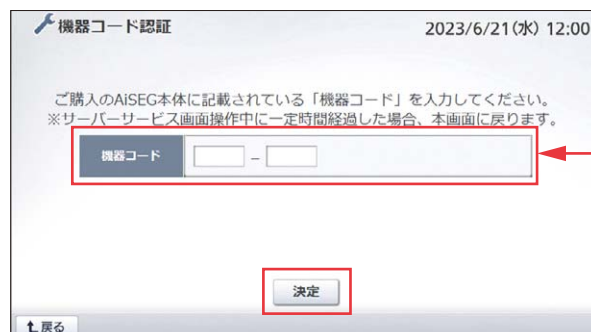 機器コード認証
2023/6/21(水) 12:00
ご購入のAiSEG本体に記載されている「機器コード」を入力してください。
※サーバーサービス画面操作中に一定時間経過した場合、本画面に戻ります。
機器コード
–
決定
戻る